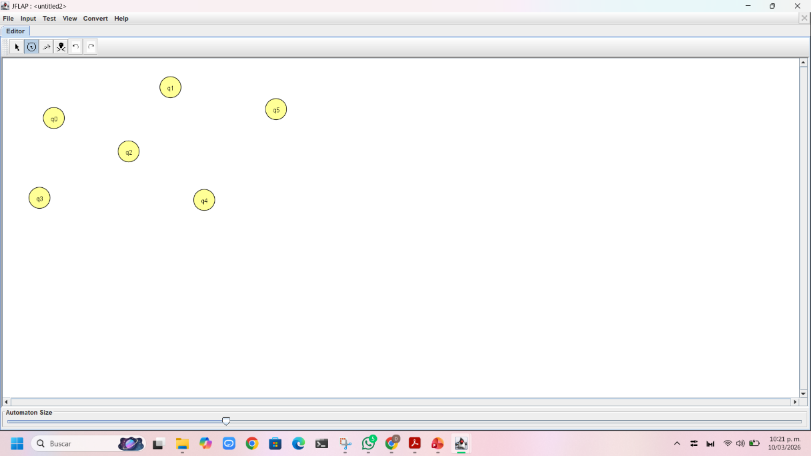 JFLAP : <untitled2>
File Input Test View Convert Help
Editor
q1
q5
q0
q2
q3
q4
Automaton Size
Buscar
1
10:21 p. m.
10/03/2026